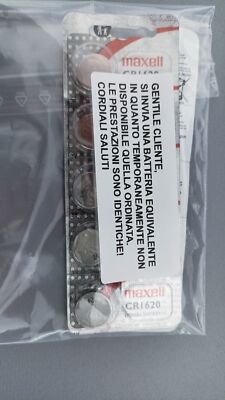 maxell
CR1620
GENTILE CLIENTE,
SI INVIA UNA BATTERIA EQUIVALENTE
IN QUANTO TEMPORANEAMENTE NON
DISPONIBILE QUELLA ORDINATA.
LE PRESTAZIONI SONO IDENTICHE!
CORDIALI SALUTI
maxell
CR1620